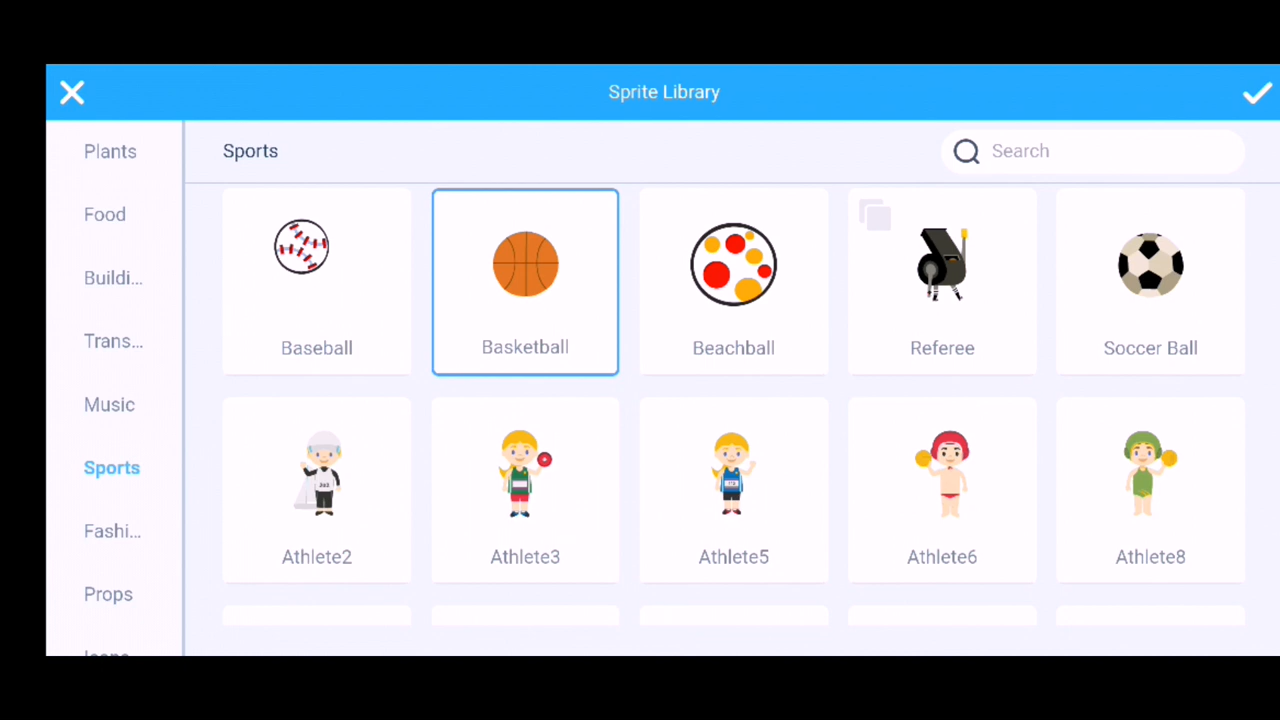 Sprite Library
Plants
Sports
Search
Food
Buildi...
Trans...
Music
Sports
Fashi...
Props
Baseball
Basketball
Beachball
Referee
Soccer Ball
Athlete2
Athlete3
Athlete5
Athlete6
Athlete8